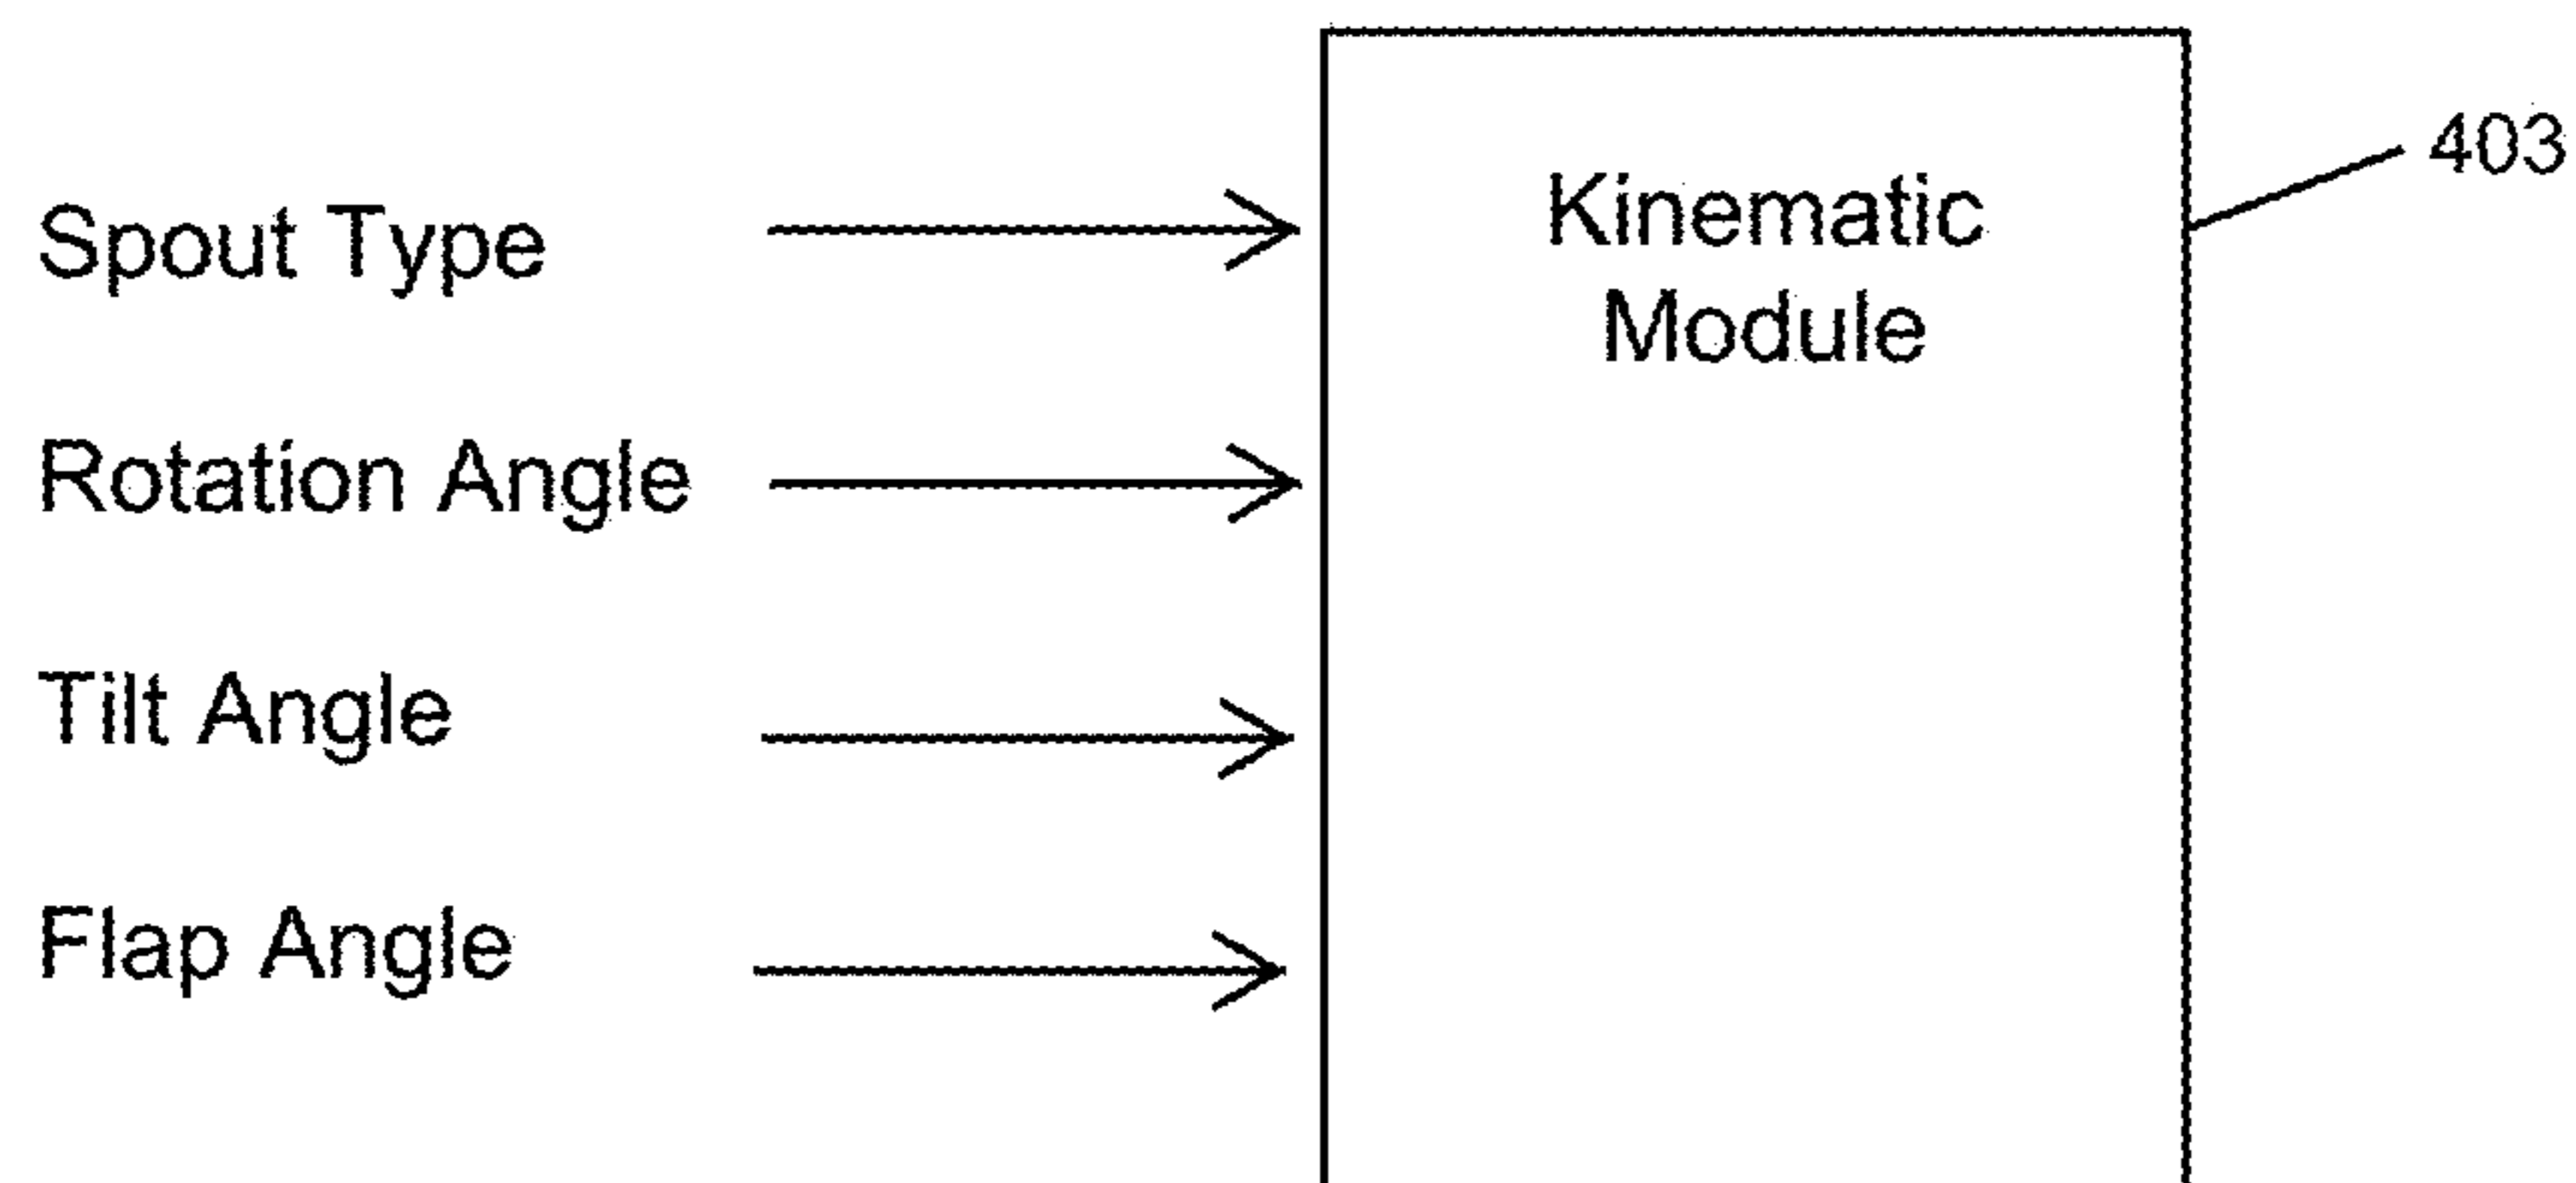 Spout Type
Rotation Angle
Tilt Angle
Flap Angle
Kinematic
Module
403